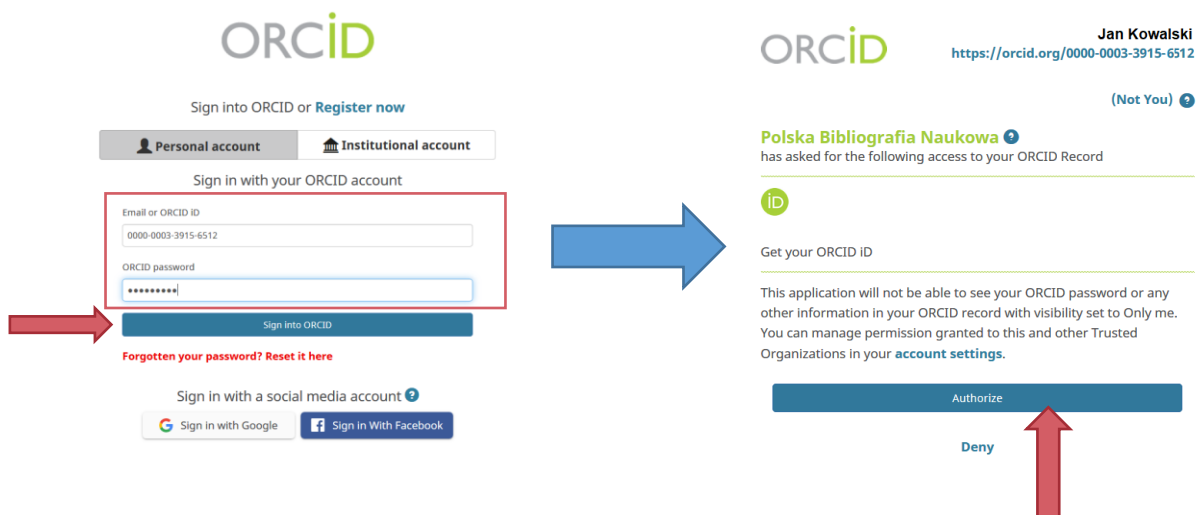 ORCiD
Sign into ORCID or Register now
Personal account
Institutional account
Sign in with your ORCID account
Email or ORCID iD
0000-0003-3915-6512
ORCID password
•••••••••
Sign into ORCID
Forgotten your password? Reset it here
Sign in with a social media account ?
Sign in with Google
Sign in With Facebook
ORCiD
Jan Kowalski
https://orcid.org/0000-0003-3915-6512
(Not You) ?
Polska Bibliografia Naukowa ?
has asked for the following access to your ORCID Record
iD
Get your ORCID iD
This application will not be able to see your ORCID password or any
other information in your ORCID record with visibility set to Only me.
You can manage permission granted to this and other Trusted
Organizations in your account settings.
Authorize
Deny